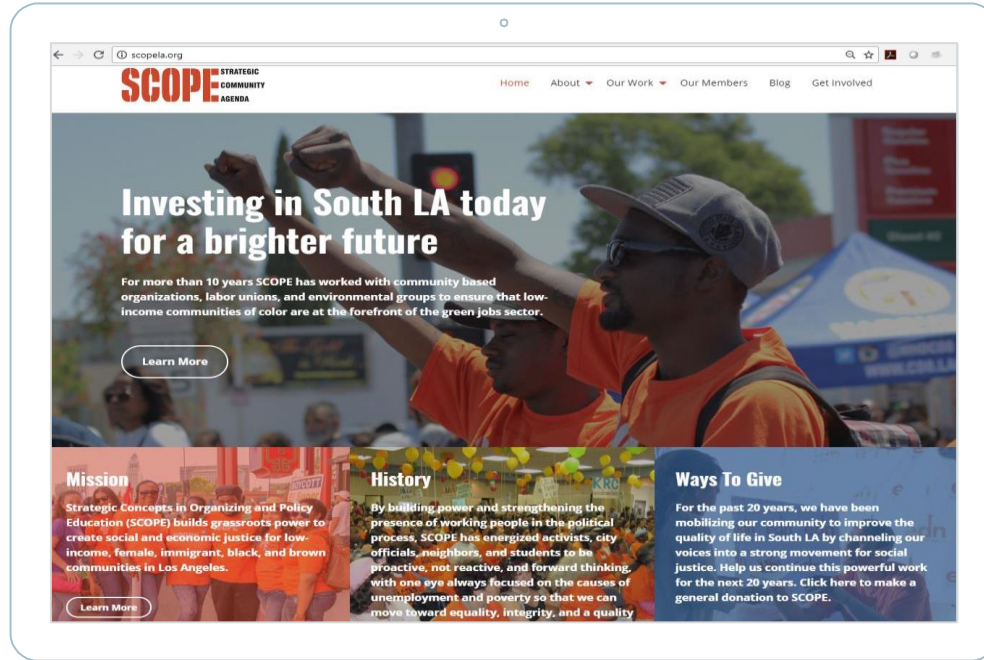 scopela.org
SCOPE STRATEGIC
COMMUNITY
AGENDA
Home About Our Work Our Members Blog Get Involved
Investing in South LA today
for a brighter future
For more than 10 years SCOPE has worked with community based
organizations, labor unions, and environmental groups to ensure that low-
income communities of color are at the forefront of the green jobs sector.
Learn More
WWW.CDS.LA
Mission
Strategic Concepts in Organizing and Policy
Education (SCOPE) builds grassroots power to
create social and economic justice for low-
income, female, immigrant, black, and brown
communities in Los Angeles.
Learn More
BOYCOTT
History
KRC
By building power and strengthening the
presence of working people in the political
process, SCOPE has energized activists, city
officials, neighbors, and students to be
proactive, not reactive, and forward thinking,
with one eye always focused on the causes of
unemployment and poverty so that we can
move toward equality, integrity, and a quality
Ways To Give
For the past 20 years, we have been
mobilizing our community to improve the
quality of life in South LA by channeling our
voices into a strong movement for social
justice. Help us continue this powerful work
for the next 20 years. Click here to make a
general donation to SCOPE.